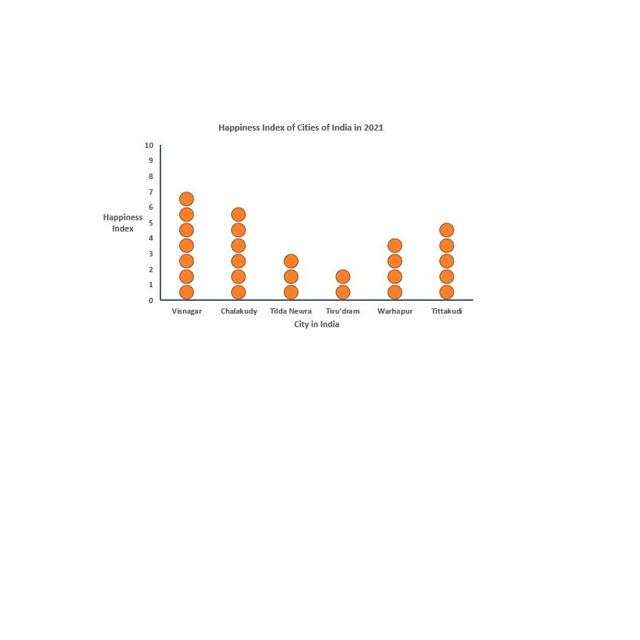 Happiness Index of Cities of India in 2021
10
9
8
7
6
5
4
3
2
1
0
Happiness
Index
Visnagar Chalakudy Tilda Newra Tiru'dram Warhapur Tittakudi
City in India